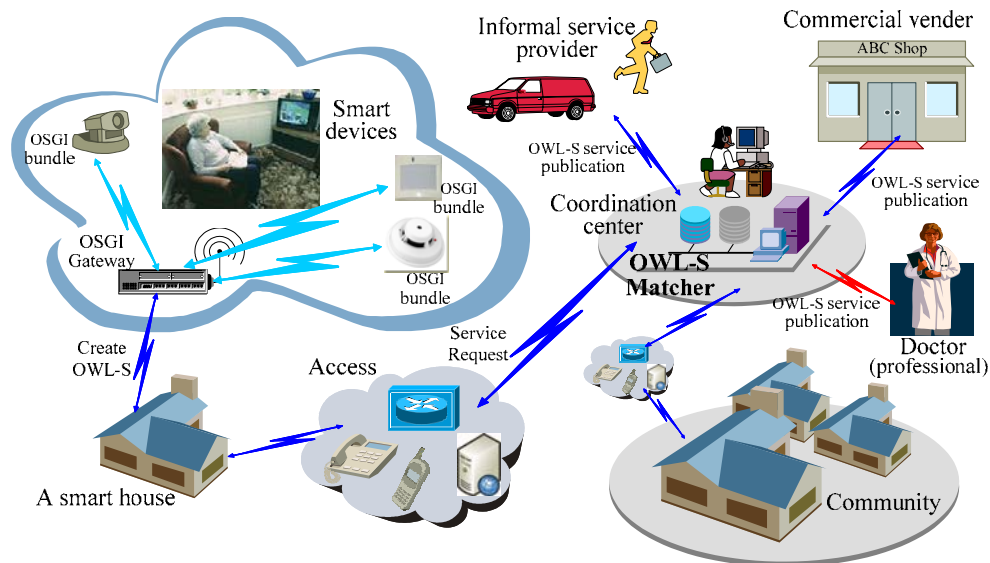 Informal service
provider
Commercial vender
ABC Shop
OSGI
bundle
Smart
devices
OSGI
bundle
OWL-S service
publication
OWL-S service
publication
Coordination
center
OSGI
Gateway
OSGI
bundle
OWL-S
Matcher
OWL-S service
publication
Doctor
(professional)
Create
OWL-S
Service
Request
Access
A smart house
Community